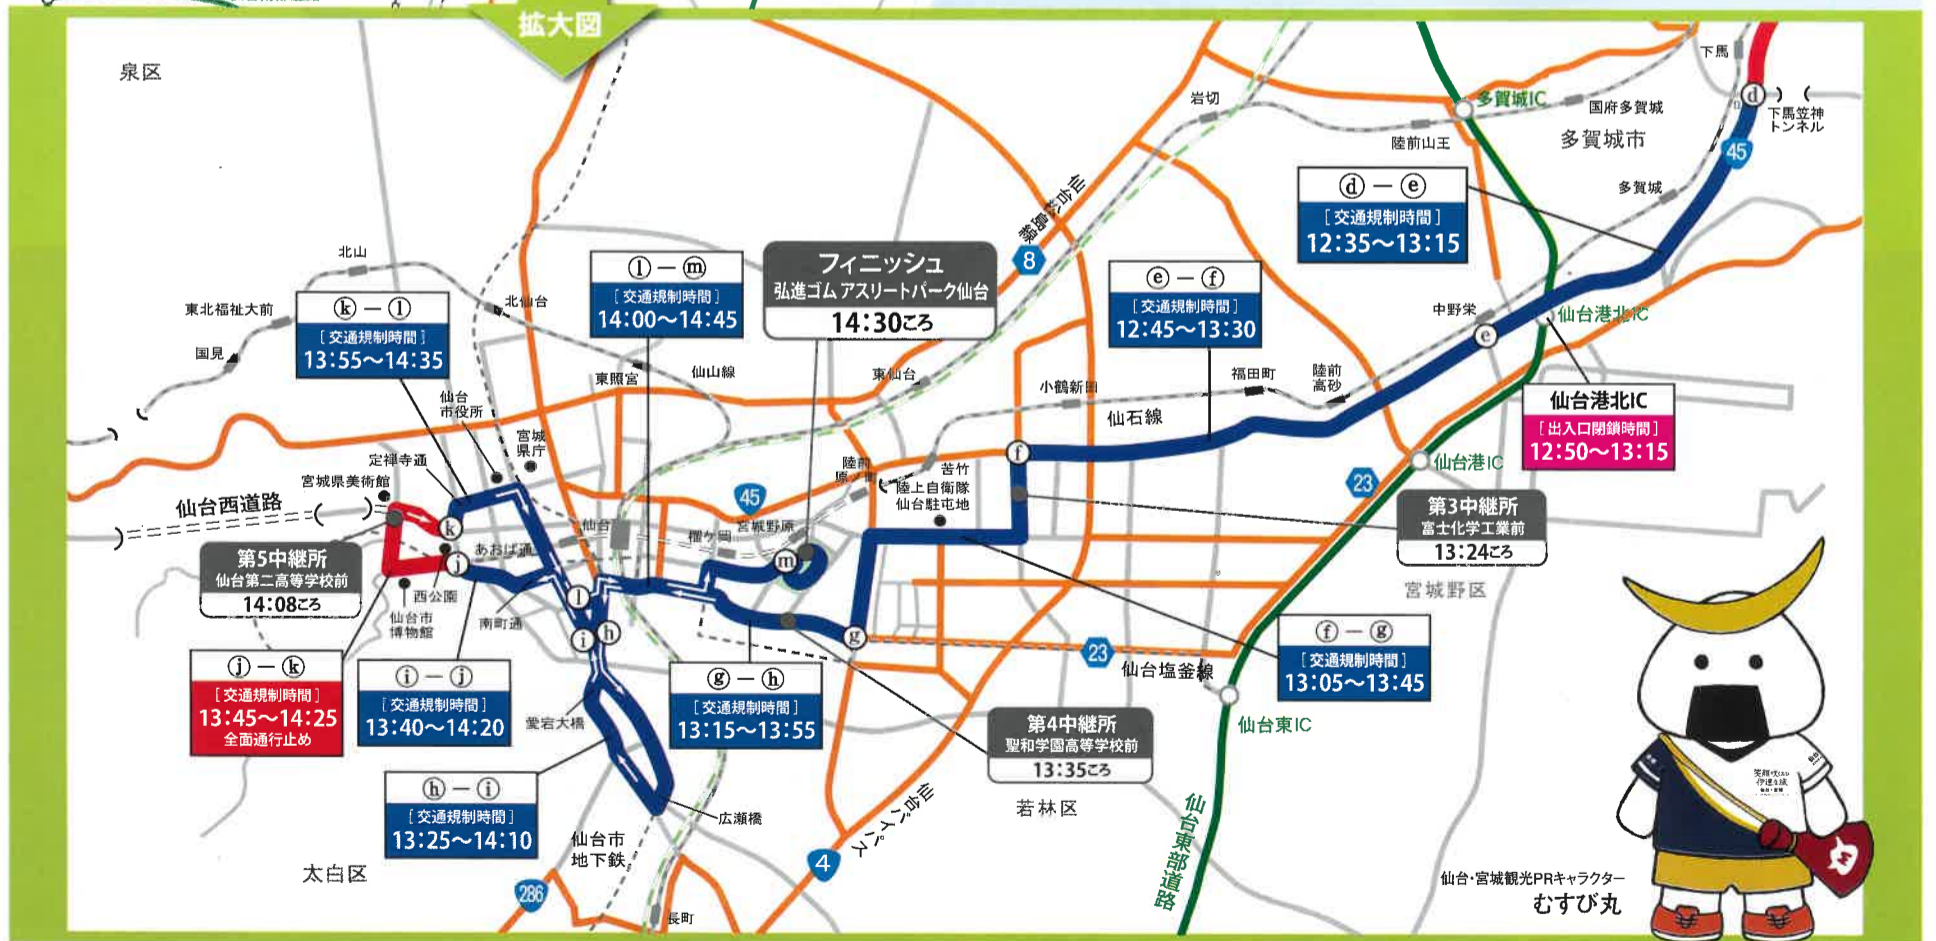 拡大図
泉区
下馬
d
下馬笠神
トンネル
岩切
多賀城IC
国府多賀城
陸前山王
多賀城市
45
多賀城
ⓓ — ⓔ
[交通規制時間]
12:35〜13:15
仙台松島線
8
北山
東北福祉大前
国見
北仙台
ⓚ — ⓛ
[交通規制時間]
13:55〜14:35
ⓛ — ⓜ
[交通規制時間]
14:00〜14:45
フィニッシュ
弘進ゴム アスリートパーク仙台
14:30ころ
ⓔ — ⓕ
[交通規制時間]
12:45〜13:30
中野栄
e
仙台港北IC
仙台港北IC
[出入口閉鎖時間]
12:50〜13:15
東照宮
仙山線
東仙台
小鶴新田
福田町
陸前
高砂
仙石線
仙台
市役所
宮城
県庁
定禅寺通
宮城県美術館
仙台西道路
k
j
あおば通
仙台
榴ケ岡
45
宮城野原
m
陸前
原ノ町
苦竹
陸上自衛隊
仙台駐屯地
f
仙台港IC
23
第3中継所
富士化学工業前
13:24ころ
宮城野区
第5中継所
仙台第二高等学校前
14:08ころ
西公園
仙台市
博物館
南町通
l
i
h
g
23
仙台塩釜線
仙台東IC
ⓕ — ⓖ
[交通規制時間]
13:05〜13:45
ⓙ — ⓚ
[交通規制時間]
13:45〜14:25
全面通行止め
ⓘ — ⓙ
[交通規制時間]
13:40〜14:20
愛宕大橋
ⓖ — ⓗ
[交通規制時間]
13:15〜13:55
第4中継所
聖和学園高等学校前
13:35ころ
ⓗ — ⓘ
[交通規制時間]
13:25〜14:10
広瀬橋
仙台市
地下鉄
太白区
若林区
仙台バイパス
4
286
長町
仙台東部道路
仙台・宮城観光PRキャラクター
むすび丸